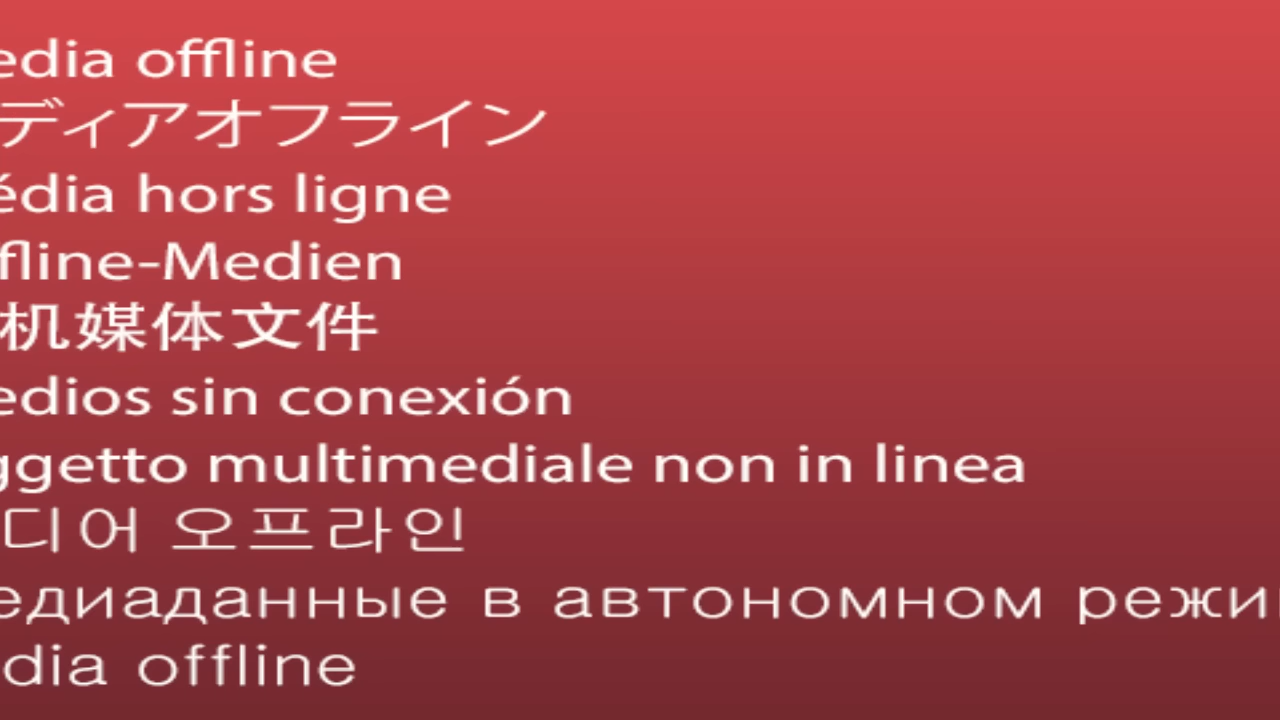 edia offline
ディアオフライン
édia hors ligne
fline-Medien
机媒体文件
edios sin conexión
ggetto multimediale non in linea
디어 오프라인
едиаданные в автономном режи
dia offline